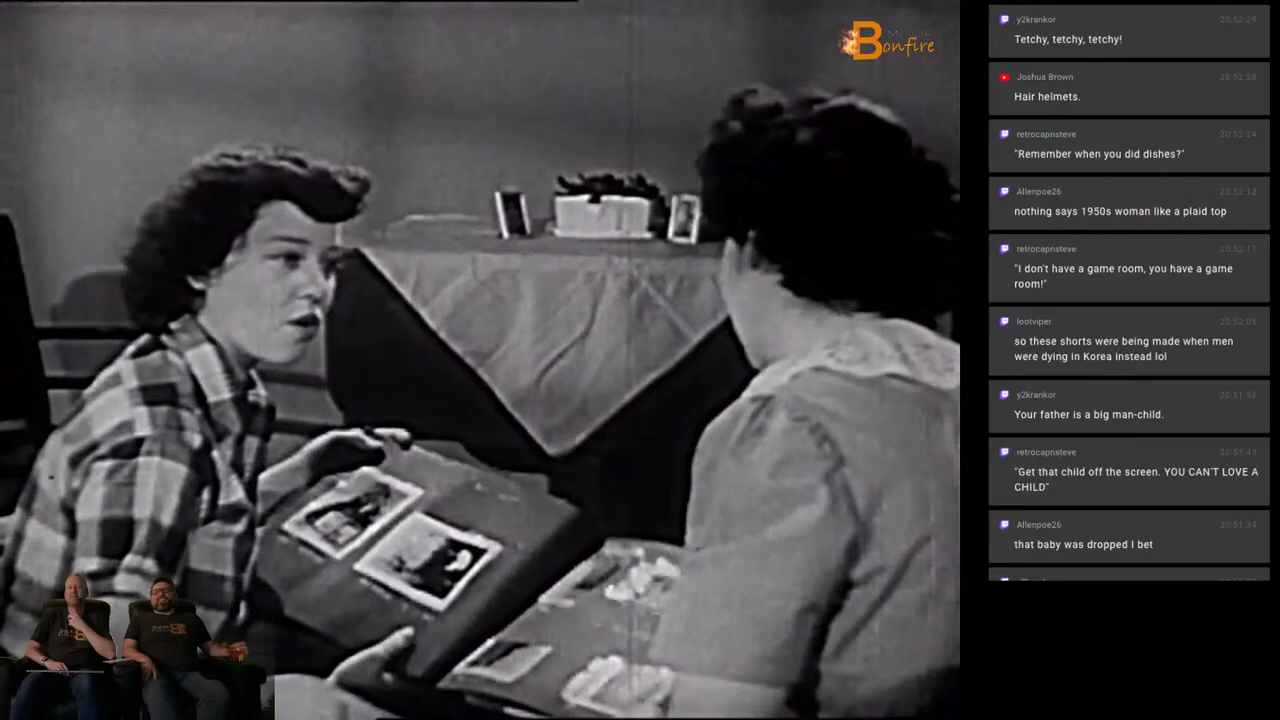 MOVIE
Bonfire
y2krankor 20:52:29
Tetchy, tetchy, tetchy!
Joshua Brown 20:52:28
Hair helmets.
retrocapnsteve 20:52:24
"Remember when you did dishes?"
Allenpoe26 20:52:12
nothing says 1950s woman like a plaid top
retrocapnsteve 20:52:11
"I don't have a game room, you have a game
room!"
lootviper 20:52:05
so these shorts were being made when men
were dying in Korea instead lol
y2krankor 20:51:56
Your father is a big man-child.
retrocapnsteve 20:51:43
"Get that child off the screen. YOU CAN'T LOVE A
CHILD"
Allenpoe26 20:51:34
that baby was dropped I bet